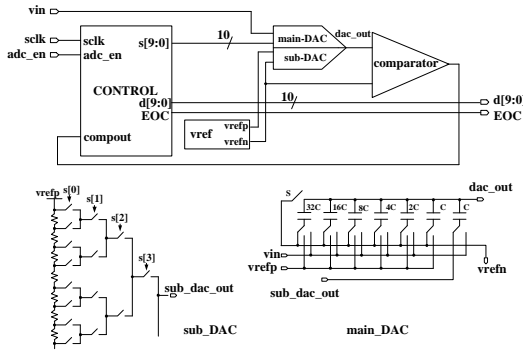 vin
sclk
adc_en
sclk
adc_en
s[9:0]
10
main-DAC
sub-DAC
dac_out
comparator
CONTROL
d[9:0]
EOC
10
d[9:0]
EOC
compout
vref
vrefp
vrefn
vrefp
s[0]
s[1]
s[2]
s[3]
sub_dac_out
sub_DAC
S
32C
16C
8C
4C
2C
C
C
dac_out
vin
vrefp
sub_dac_out
vrefn
main_DAC